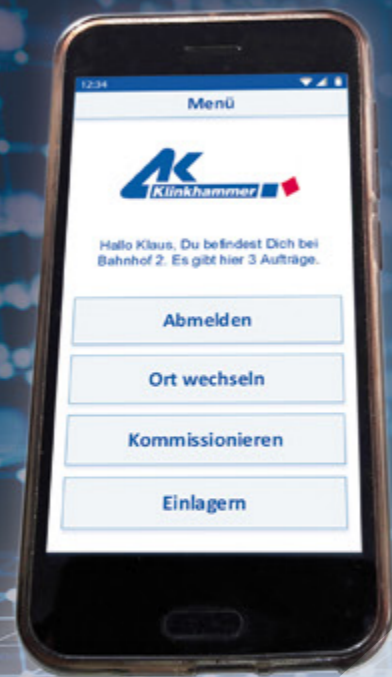 12:34
Menü
AK
Klinkhammer
Hallo Klaus, Du befindest Dich bei
Bahnhof 2. Es gibt hier 3 Aufträge.
Abmelden
Ort wechseln
Kommissionieren
Einlagern